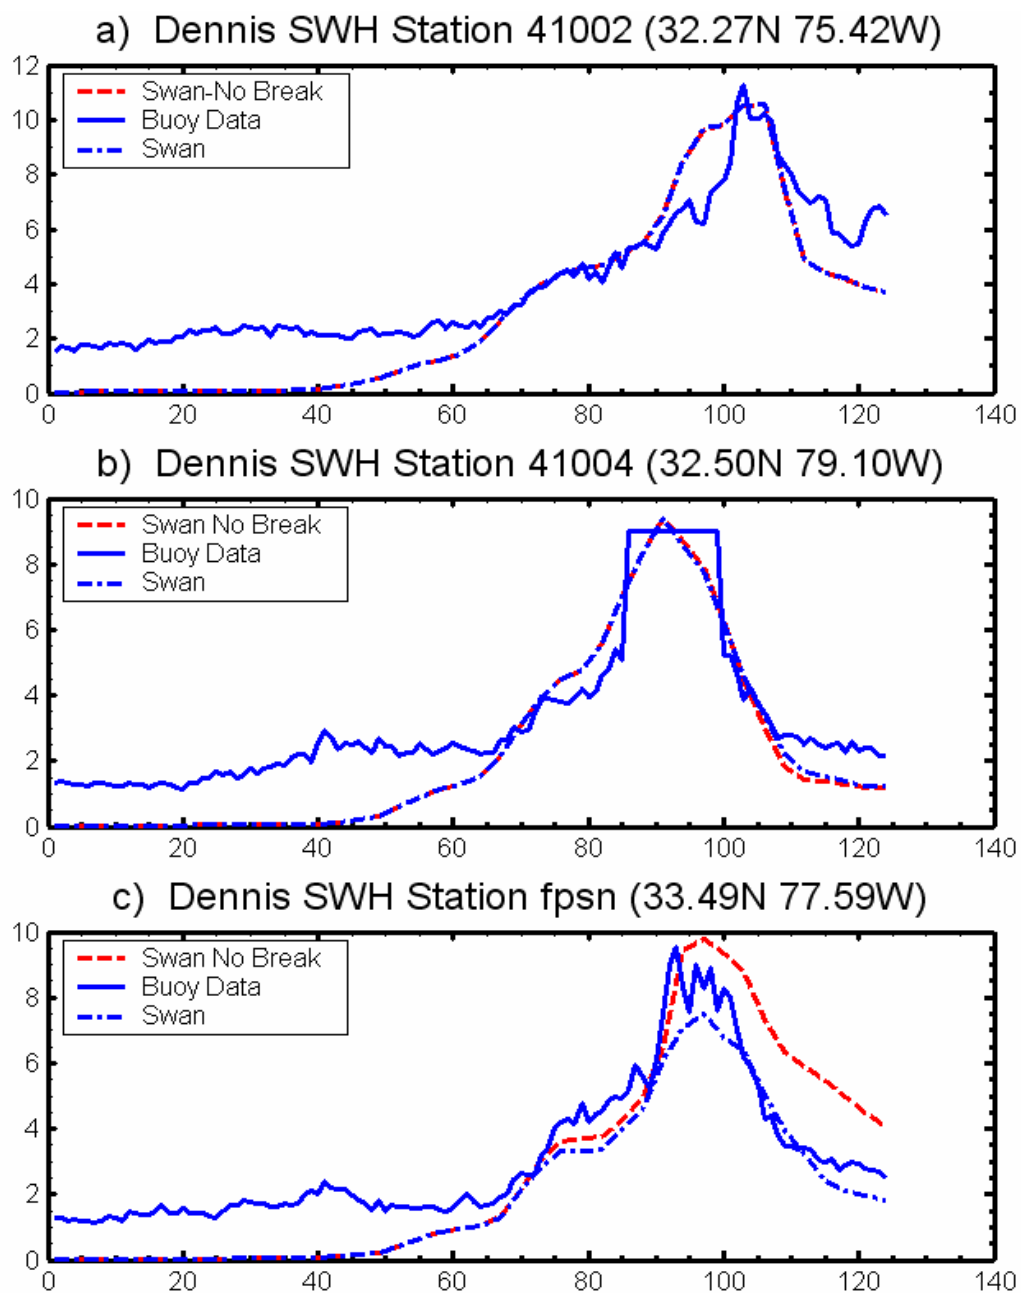 a) Dennis SWH Station 41002 (32.27N 75.42W)
12
10
8
6
4
2
0
Swan-No Break
Buoy Data
Swan
0 20 40 60 80 100 120 140
b) Dennis SWH Station 41004 (32.50N 79.10W)
10
8
6
4
2
0
Swan No Break
Buoy Data
Swan
0 20 40 60 80 100 120 140
c) Dennis SWH Station fpsn (33.49N 77.59W)
10
8
6
4
2
0
Swan No Break
Buoy Data
Swan
0 20 40 60 80 100 120 140